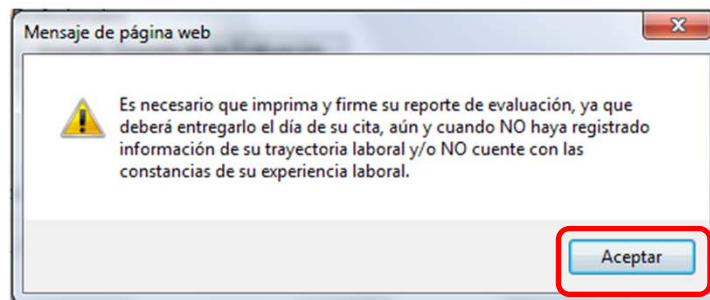 Mensaje de página web
Es necesario que imprima y firme su reporte de evaluación, ya que
deberá entregarlo el día de su cita, aún y cuando NO haya registrado
información de su trayectoria laboral y/o NO cuente con las
constancias de su experiencia laboral.
Aceptar